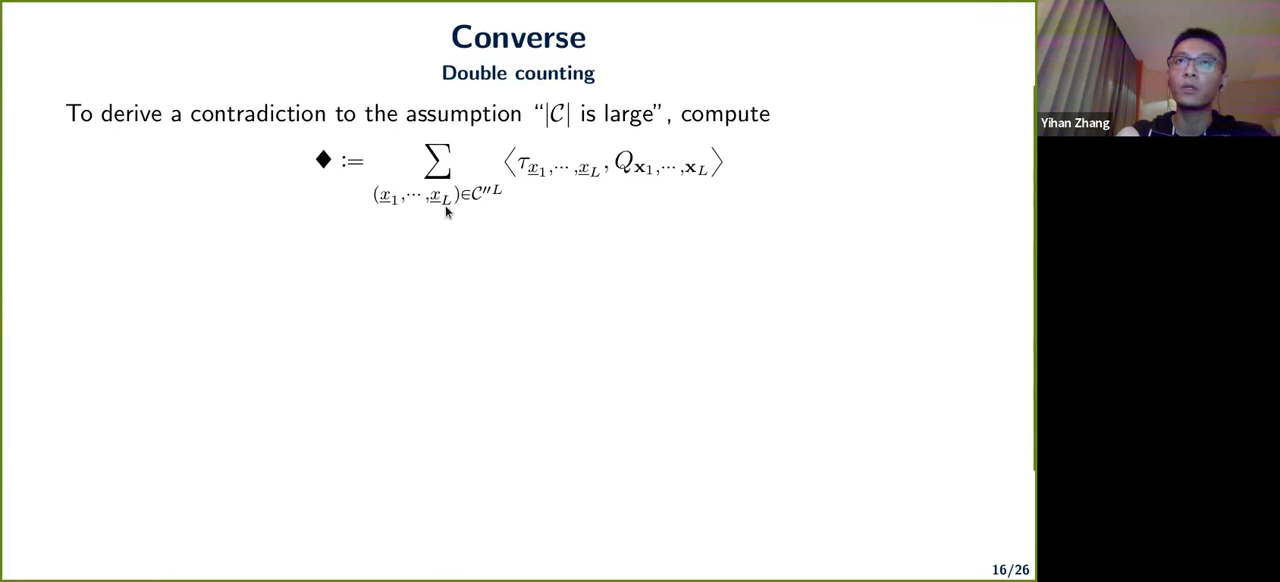 Converse
Double counting
To derive a contradiction to the assumption “|𝒞| is large”, compute
♦ := ∑_{(x̲_1,⋯,x̲_L)∈𝒞''^L} ⟨τ_{x̲_1,⋯,x̲_L}, Q_{𝐱_1,⋯,𝐱_L}⟩
Yihan Zhang
16/26